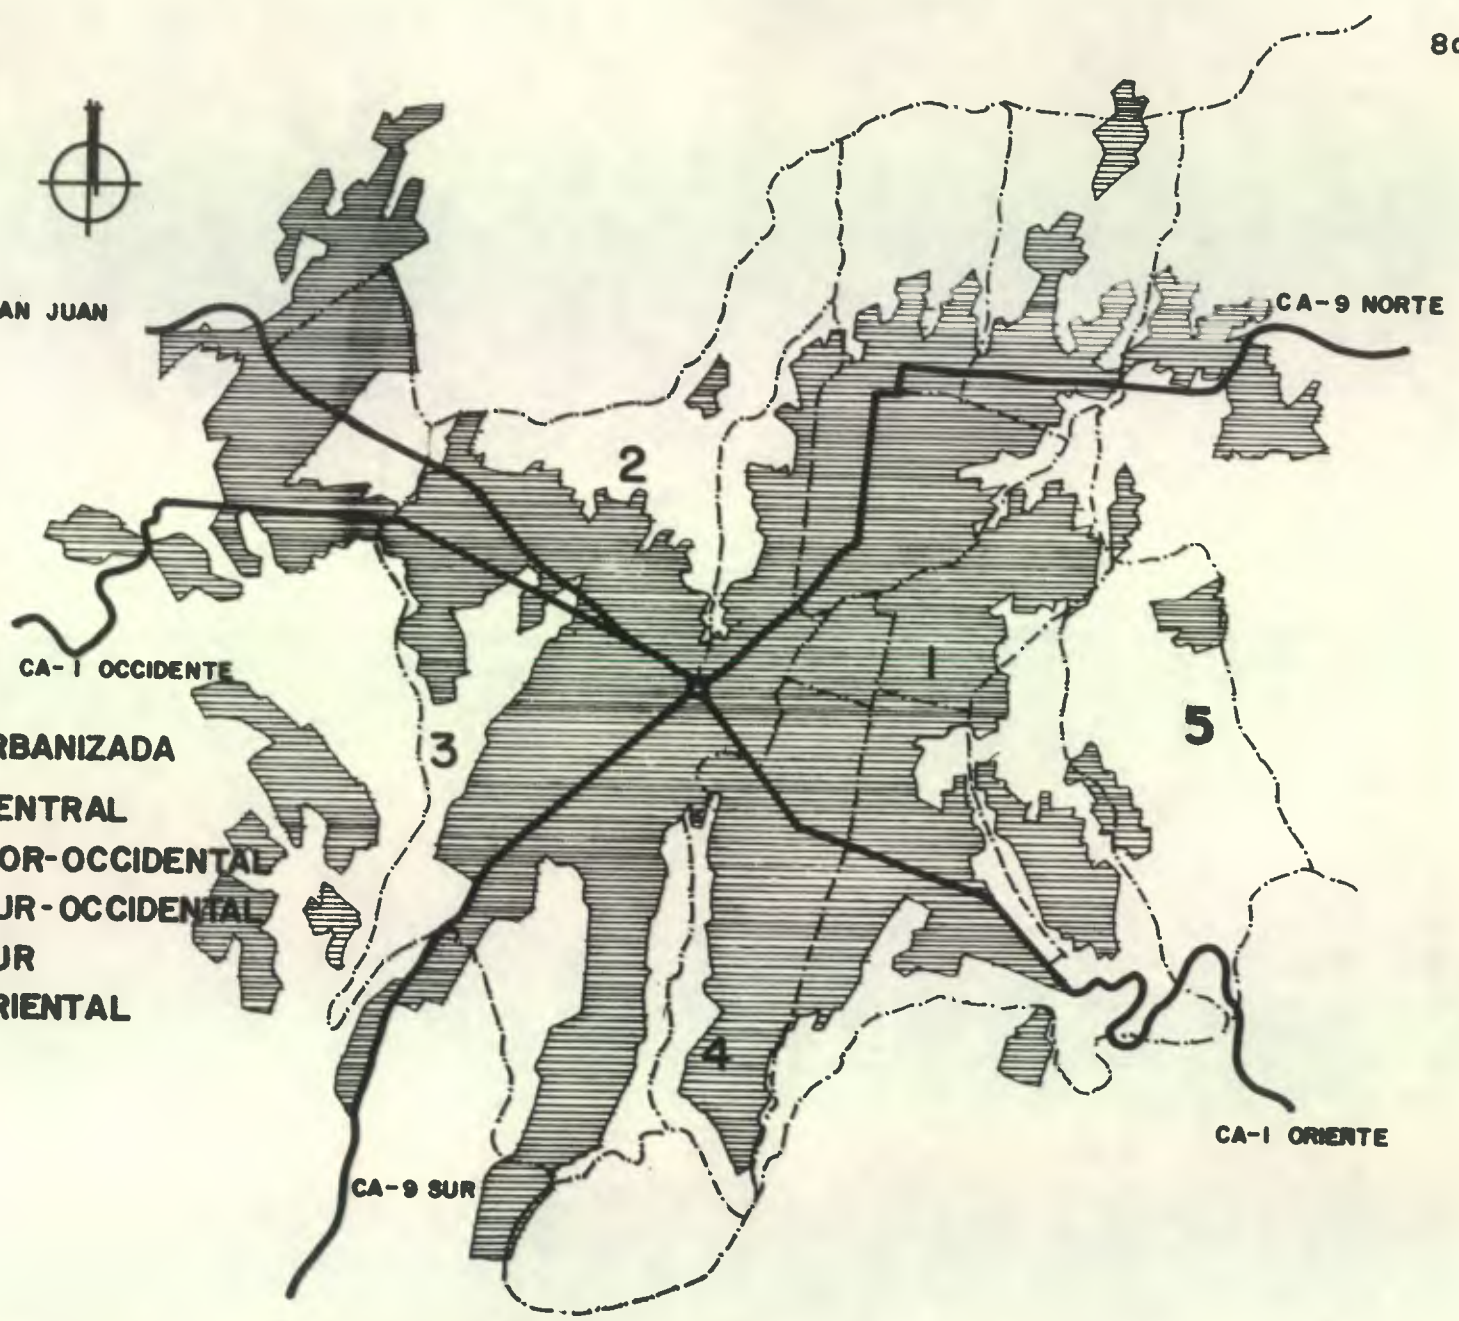 8
AN JUAN
CA-9 NORTE
2
CA-1 OCCIDENTE
1
5
3
RBANIZADA
ENTRAL
OR-OCCIDENTAL
UR-OCCIDENTAL
UR
RIENTAL
4
CA-1 ORIENTE
CA-9 SUR